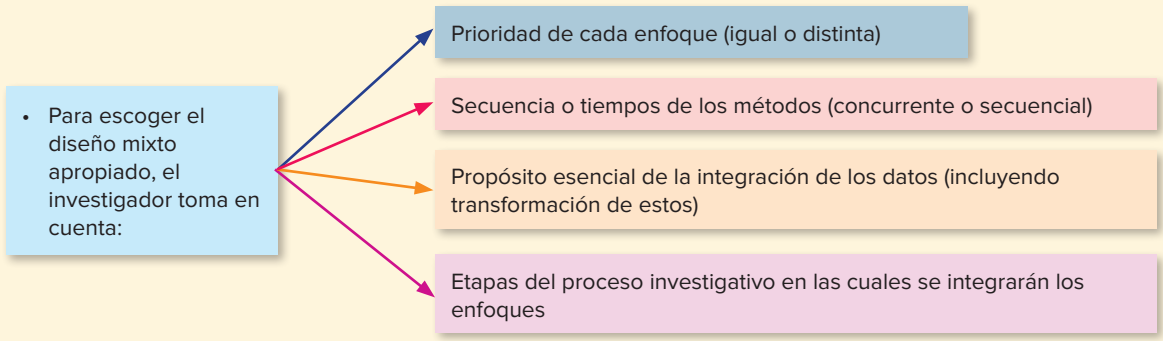 • Para escoger el
diseño mixto
apropiado, el
investigador toma en
cuenta:
Prioridad de cada enfoque (igual o distinta)
Secuencia o tiempos de los métodos (concurrente o secuencial)
Propósito esencial de la integración de los datos (incluyendo
transformación de estos)
Etapas del proceso investigativo en las cuales se integrarán los
enfoques